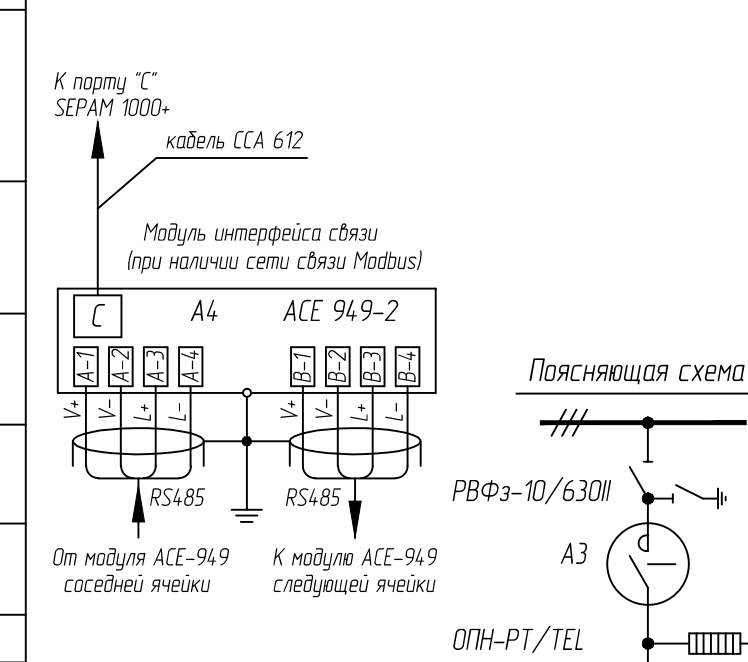 К порту "С"
SEPAM 1000+
кабель ССА 612
Модуль интерфейса связи
(при наличии сети связи Modbus)
С
А4
АСЕ 949-2
А-1
А-2
А-3
А-4
В-1
В-2
В-3
В-4
V+
V-
L+
L-
V+
V-
L+
L-
RS485
RS485
От модуля АСЕ-949
соседней ячейки
К модулю АСЕ-949
следующей ячейки
Поясняющая схема
РВФз-10/630II
А3
ОПН-РТ/TEL